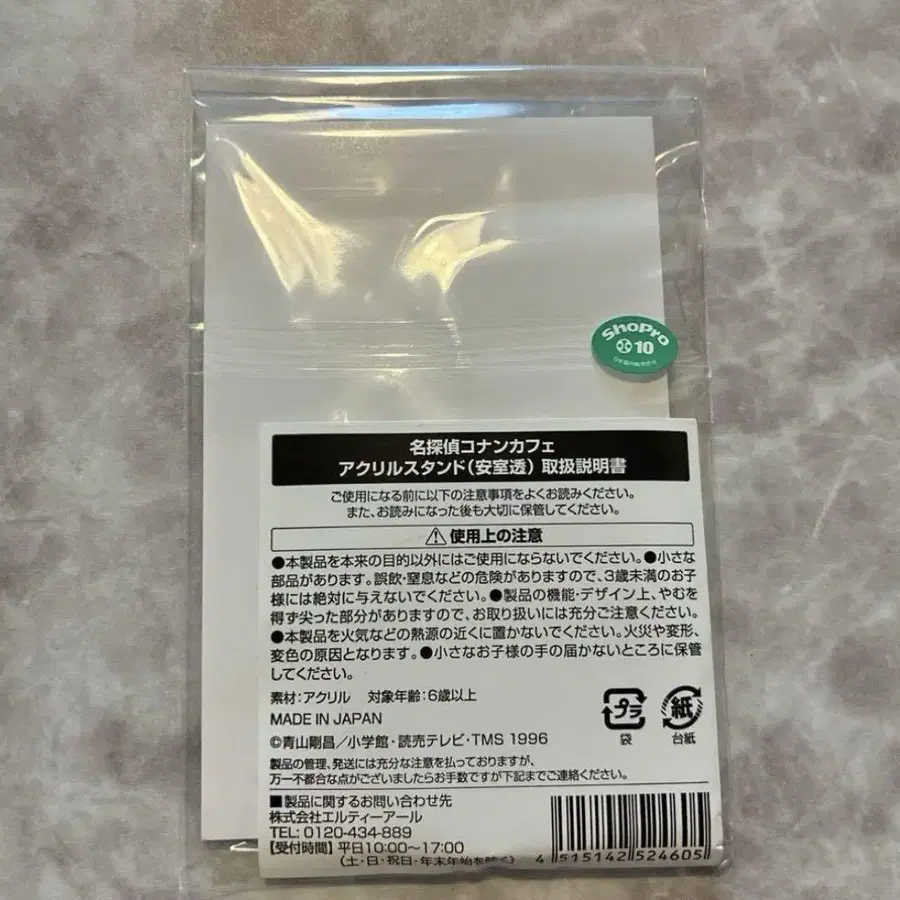 ShoPro
10
名探偵コナンカフェ
アクリルスタンド(安室透) 取扱説明書
ご使用になる前に以下の注意事項をよくお読みください。
また、お読みになった後も大切に保管してください。
使用上の注意
●本製品を本来の目的以外にはご使用にならないでください。●小さな
部品があります。誤飲・窒息などの危険がありますので、3歳未満のお子
様には絶対に与えないでください。●製品の機能・デザイン上、やむを
得ず尖った部分がありますので、お取り扱いには充分ご注意ください。
●本製品を火気などの熱源の近くに置かないでください。火災や変形、
変色の原因となります。●小さなお子様の手の届かないところに保管
してください。
素材:アクリル 対象年齢:6歳以上
MADE IN JAPAN
プラ
袋
紙
台紙
©青山剛昌/小学館・読売テレビ・TMS 1996
製品の管理、発送には充分な注意を払っておりますが、
万一不都合な点がございましたらお手数ですが下記までご連絡ください。
■製品に関するお問い合わせ先
株式会社エルティーアール
TEL: 0120-434-889
【受付時間】平日10:00〜17:00
(土・日・祝日・年末年始を除く)
4 515142 524605